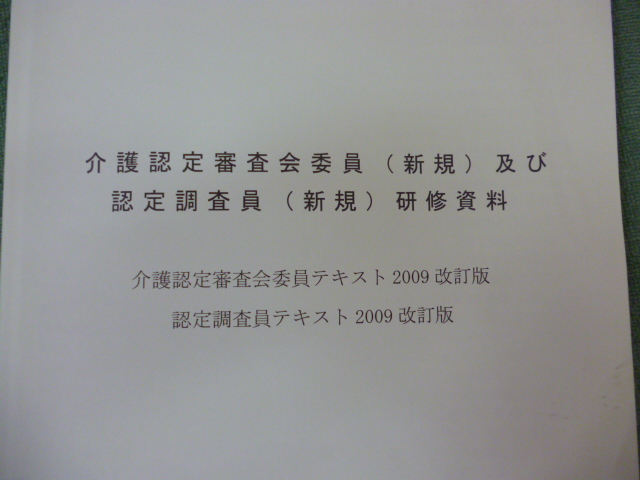 介護認定審査会委員（新規）及び
認定調査員（新規）研修資料
介護認定審査会委員テキスト2009改訂版
認定調査員テキスト2009改訂版